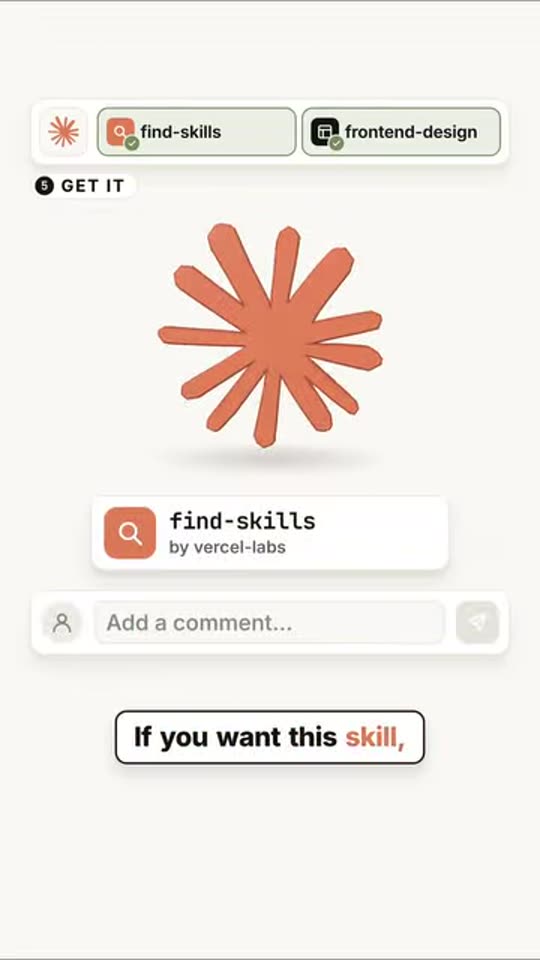 find-skills
frontend-design
5 GET IT
find-skills
by vercel-labs
Add a comment...
If you want this skill,